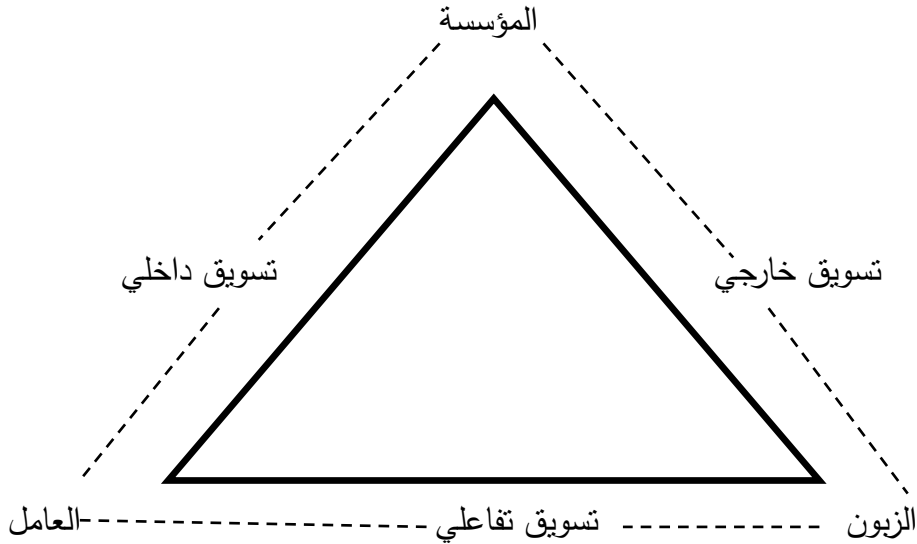 المؤسسة
تسويق خارجي
تسويق داخلي
الزبون
تسويق تفاعلي
العامل